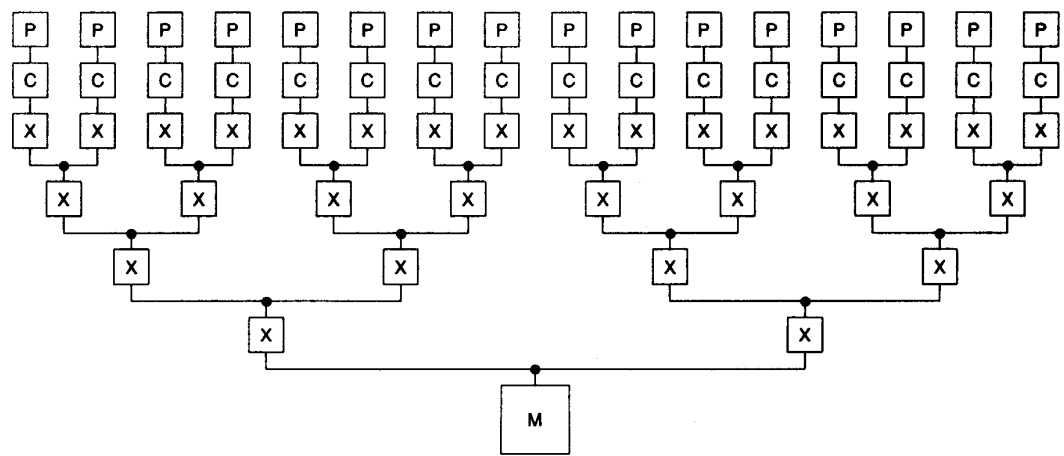 P P P P P P P P P P P P P P P P
C C C C C C C C C C C C C C C C
X X X X X X X X X X X X X X X X
X X X X X X X X
X X X X
X X
M